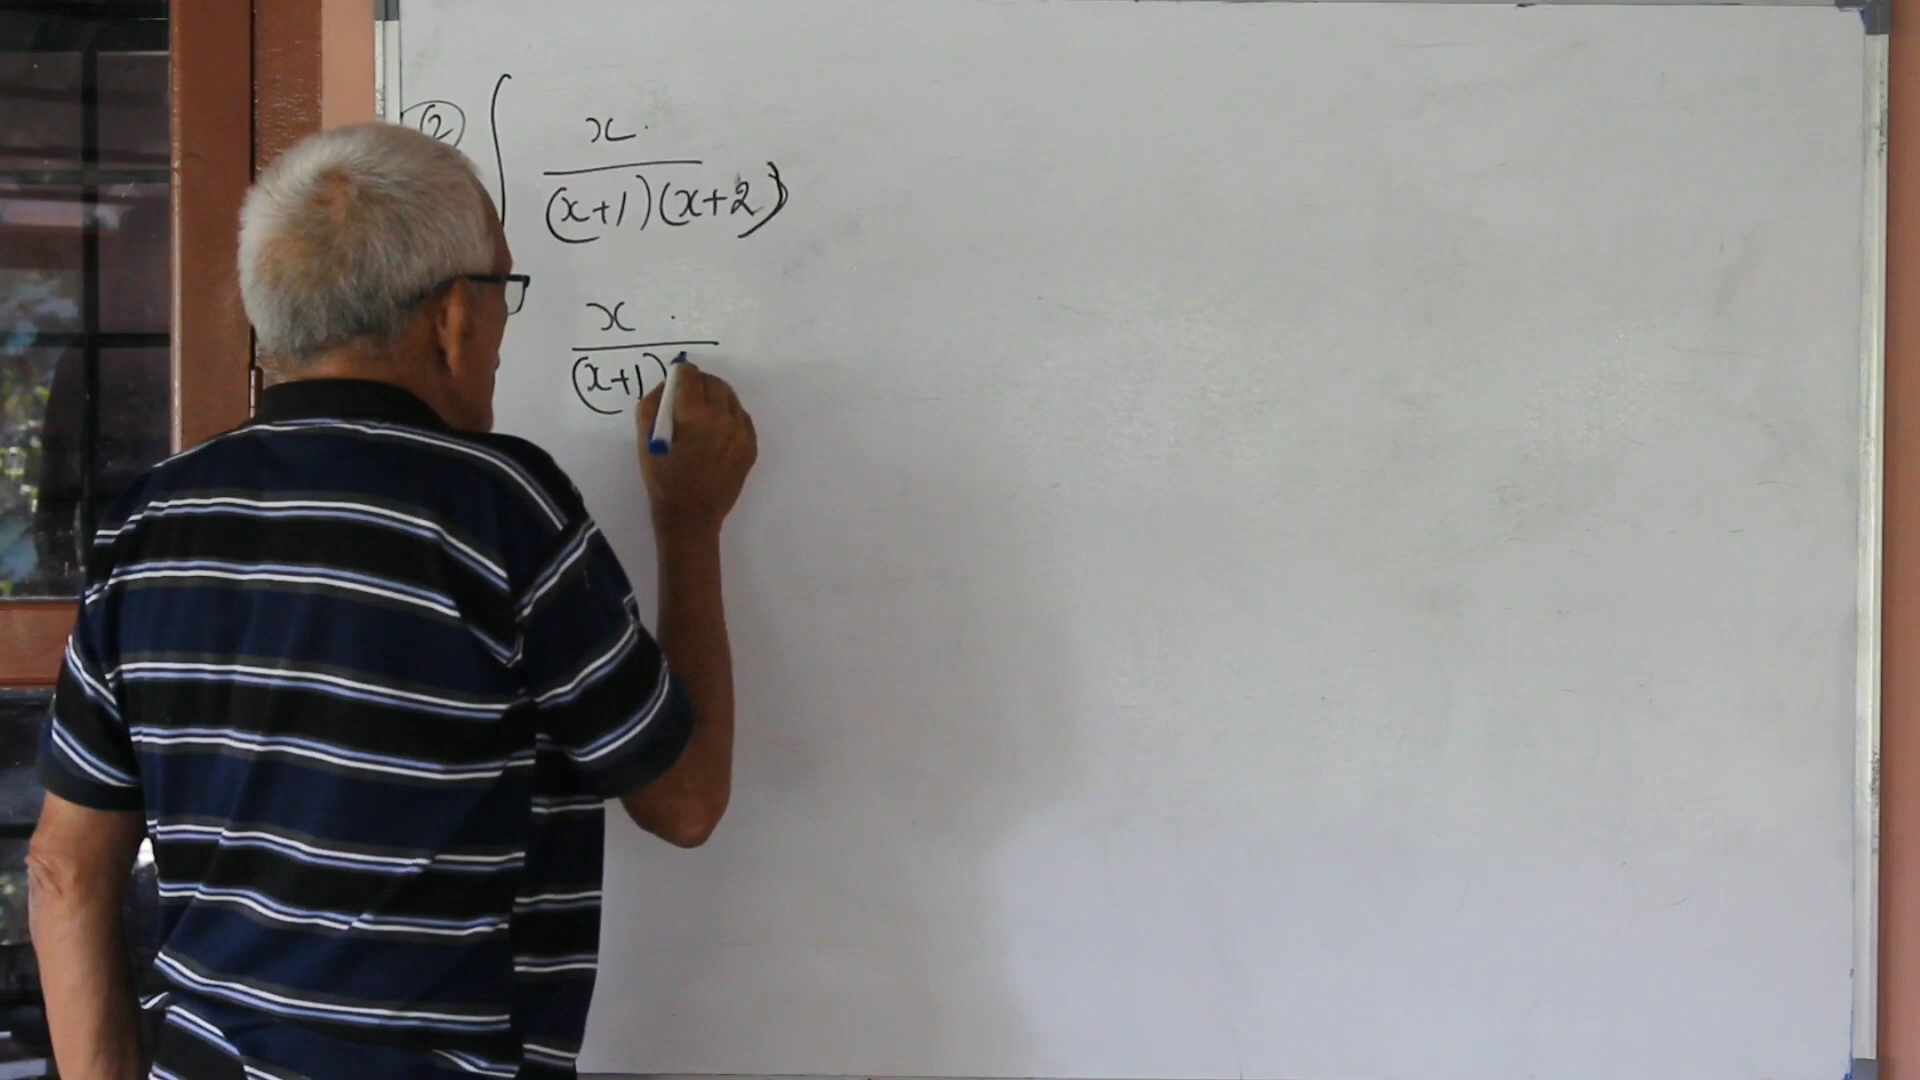 (2) ∫ x / (x+1)(x+2)
x / (x+1)